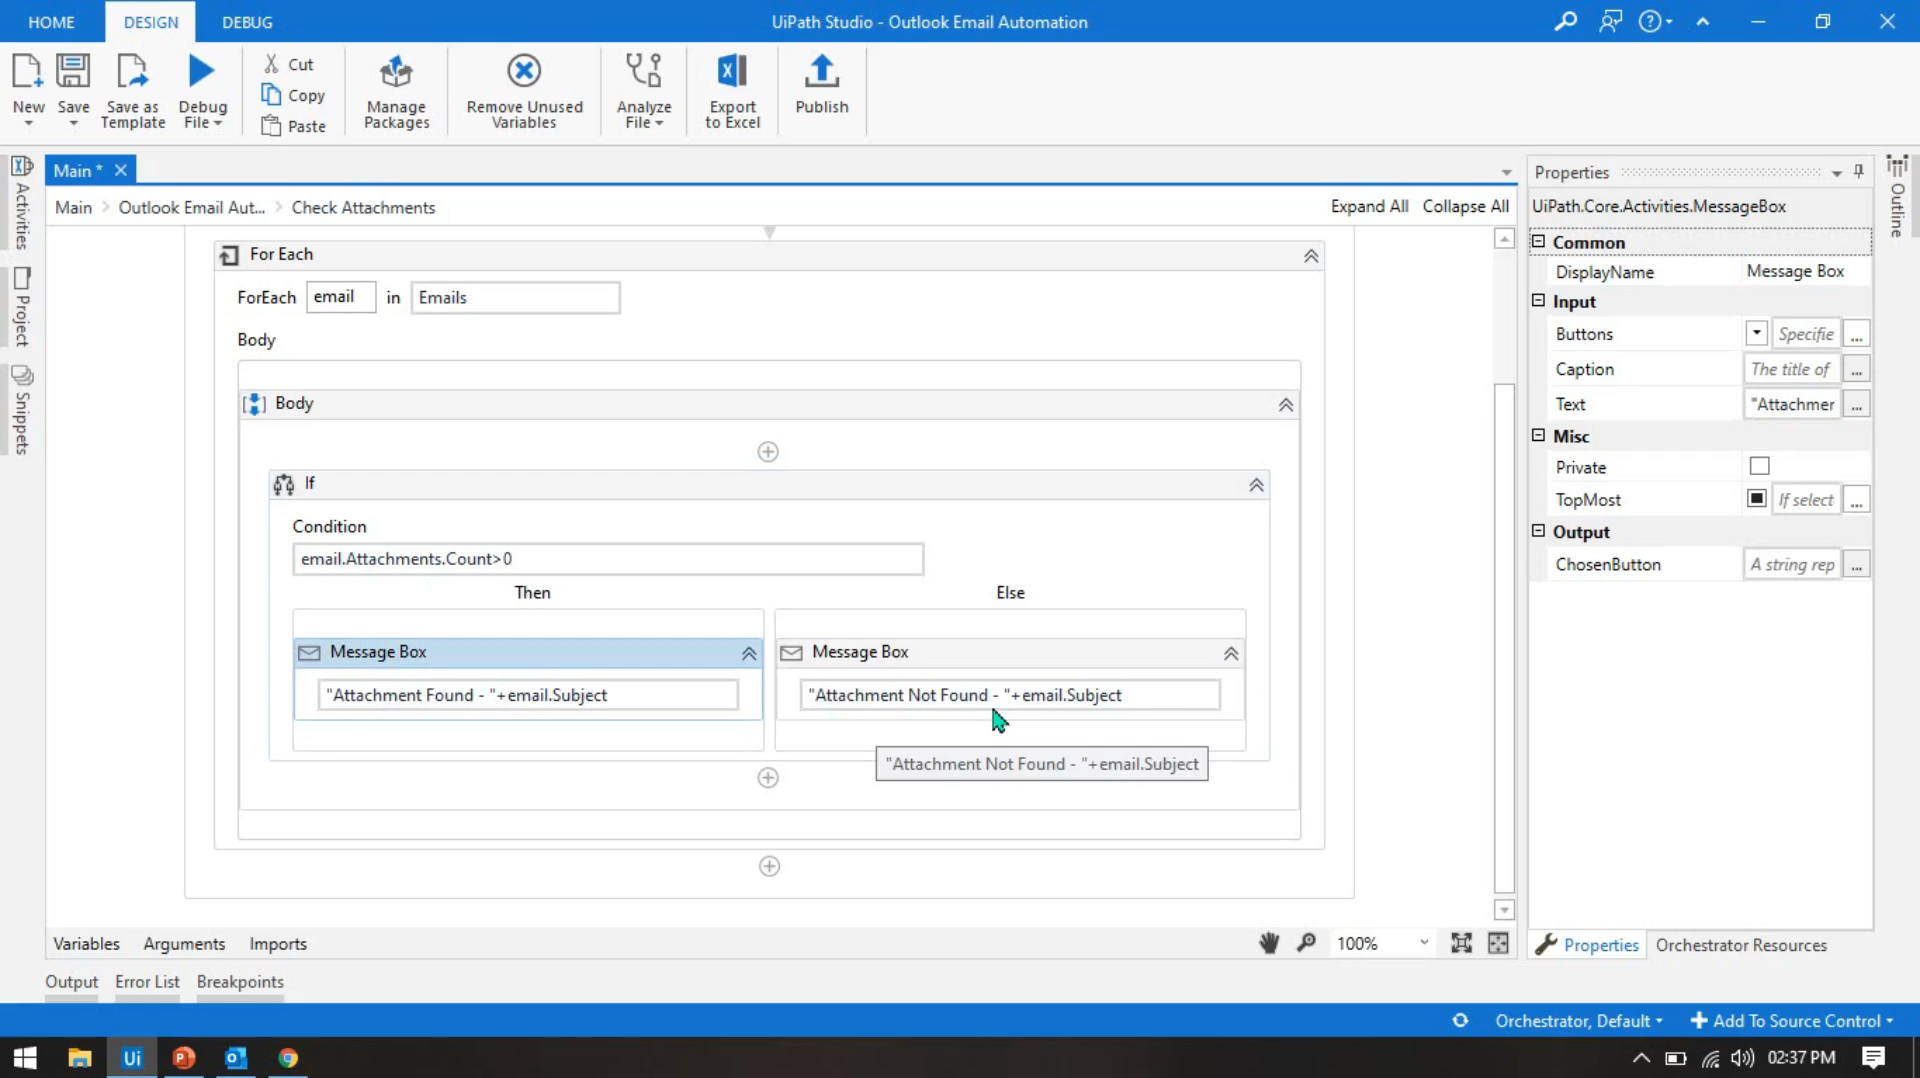 HOME DESIGN DEBUG UiPath Studio - Outlook Email Automation
New Save Save as Template Debug File Cut Copy Paste Manage Packages Remove Unused Variables Analyze File Export to Excel Publish
Activities
Project
Snippets
Main *
Main > Outlook Email Aut... > Check Attachments Expand All Collapse All
For Each
ForEach email in Emails
Body
Body
If
Condition
email.Attachments.Count>0
Then Else
Message Box Message Box
"Attachment Found - "+email.Subject "Attachment Not Found - "+email.Subject
"Attachment Not Found - "+email.Subject
Variables Arguments Imports 100%
Output Error List Breakpoints
Properties
UiPath.Core.Activities.MessageBox
Common
DisplayName Message Box
Input
Buttons Specifie ...
Caption The title of ...
Text "Attachmer ...
Misc
Private
TopMost If select ...
Output
ChosenButton A string rep ...
Properties Orchestrator Resources
Outline
Orchestrator, Default + Add To Source Control
Ui 02:37 PM